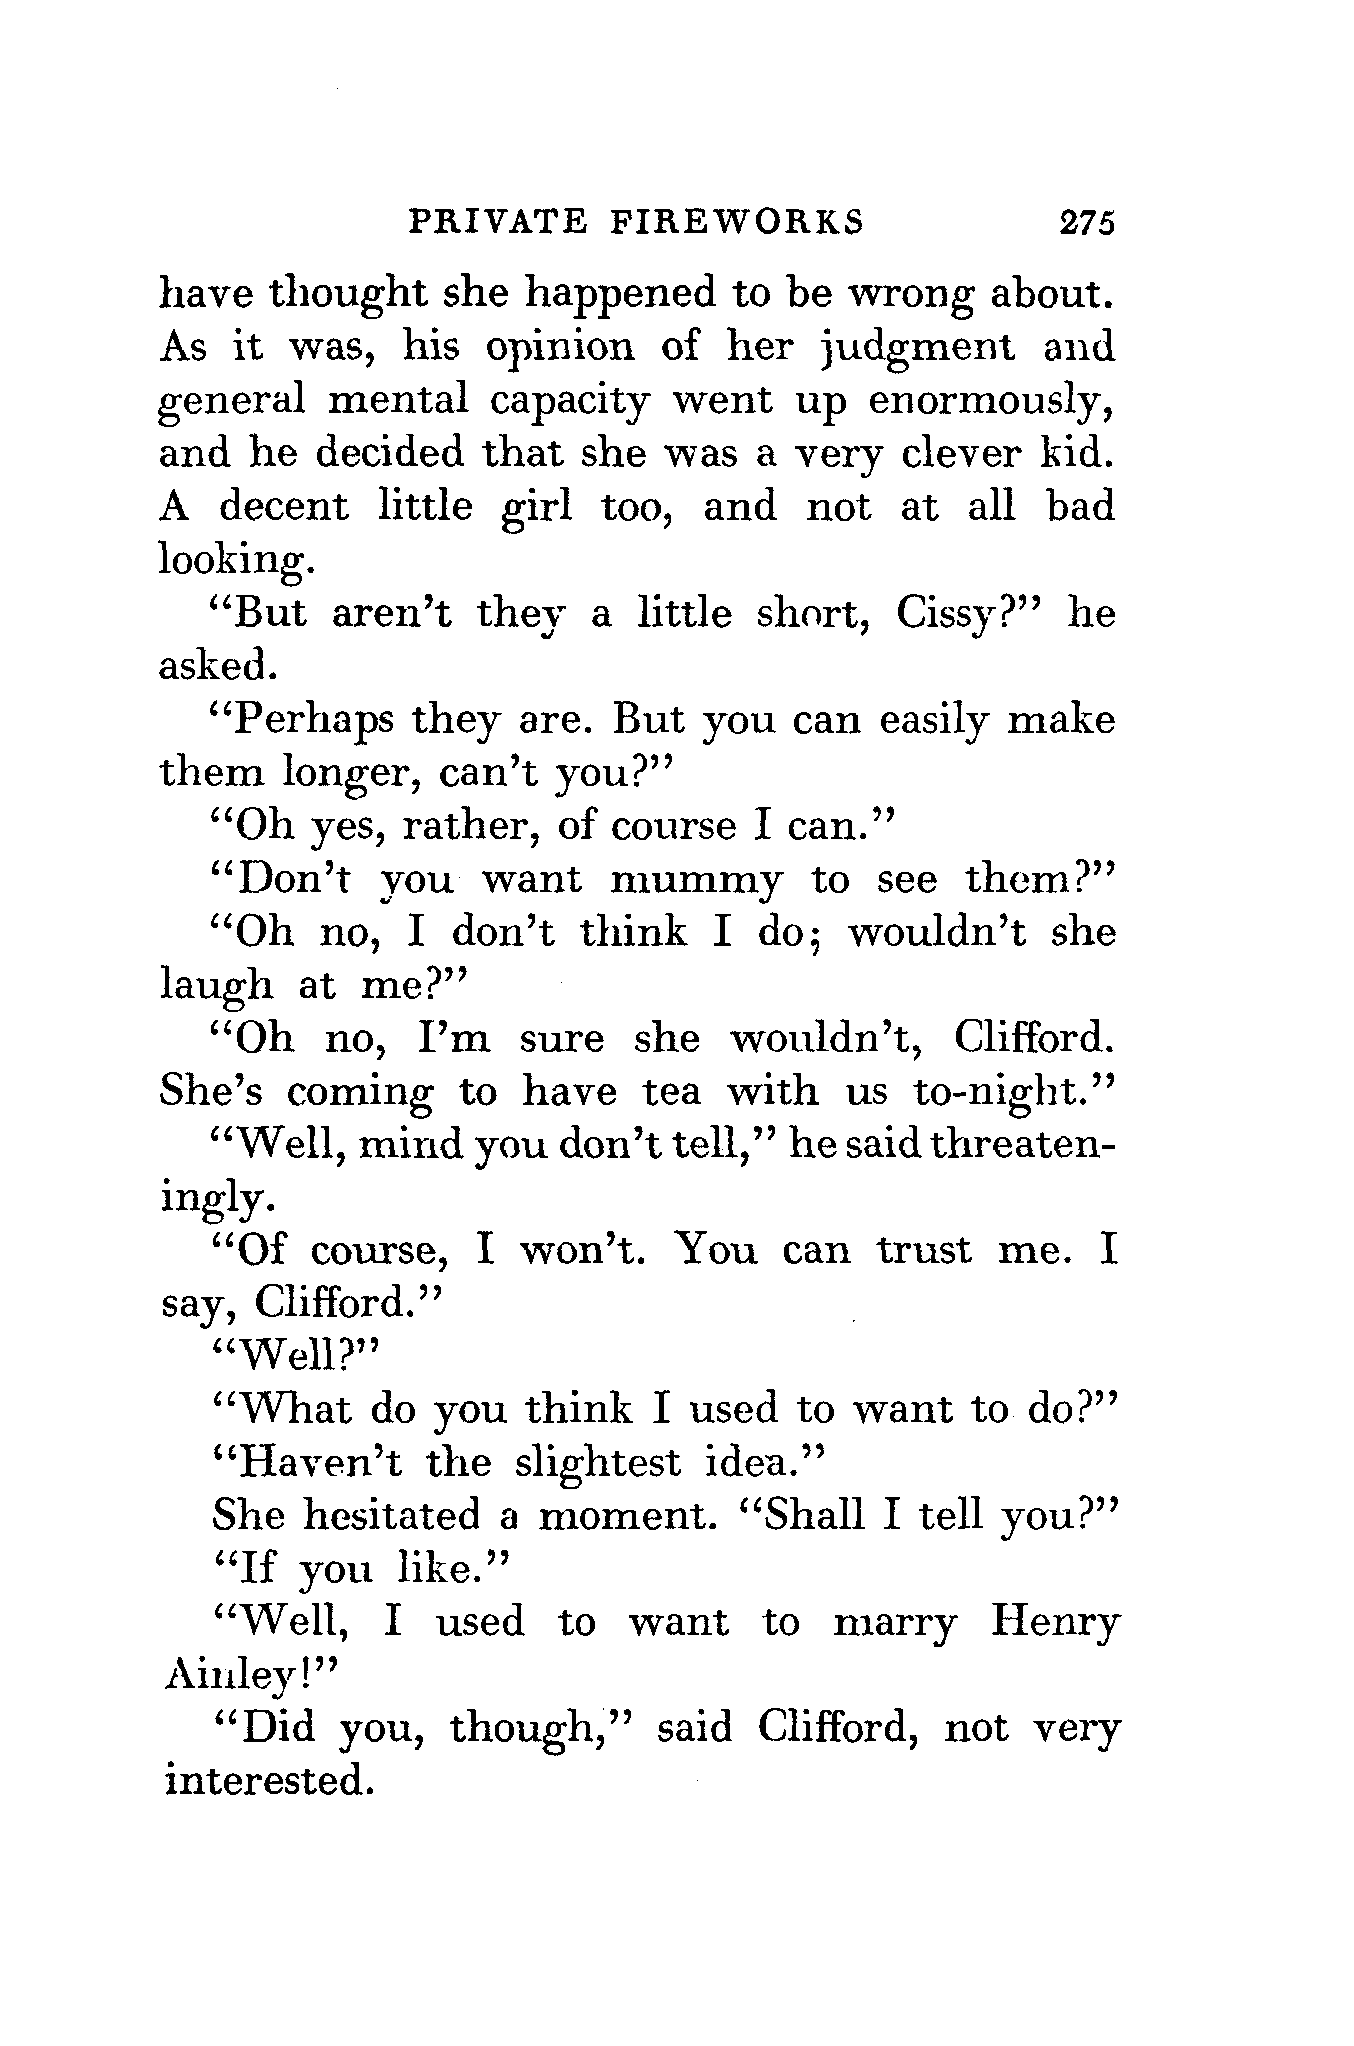 PRIVATE FIREWORKS 275
have thought she happened to be wrong about.
As it was, his opinion of her judgment and
general mental capacity went up enormously,
and he decided that she was a very clever kid.
A decent little girl too, and not at all bad
looking.
“But aren’t they a little short, Cissy?” he
asked.
“Perhaps they are. But you can easily make
them longer, can’t you?”
“Oh yes, rather, of course I can.”
“Don’t you want mummy to see them?”
“Oh no, I don’t think I do; wouldn’t she
laugh at me?”
“Oh no, I’m sure she wouldn’t, Clifford.
She’s coming to have tea with us to-night.”
“Well, mind you don’t tell,” he said threaten-
ingly.
“Of course, I won’t. You can trust me. I
say, Clifford.”
“Well?”
“What do you think I used to want to do?”
“Haven’t the slightest idea.”
She hesitated a moment. “Shall I tell you?”
“If you like.”
“Well, I used to want to marry Henry
Ainley!”
“Did you, though,” said Clifford, not very
interested.